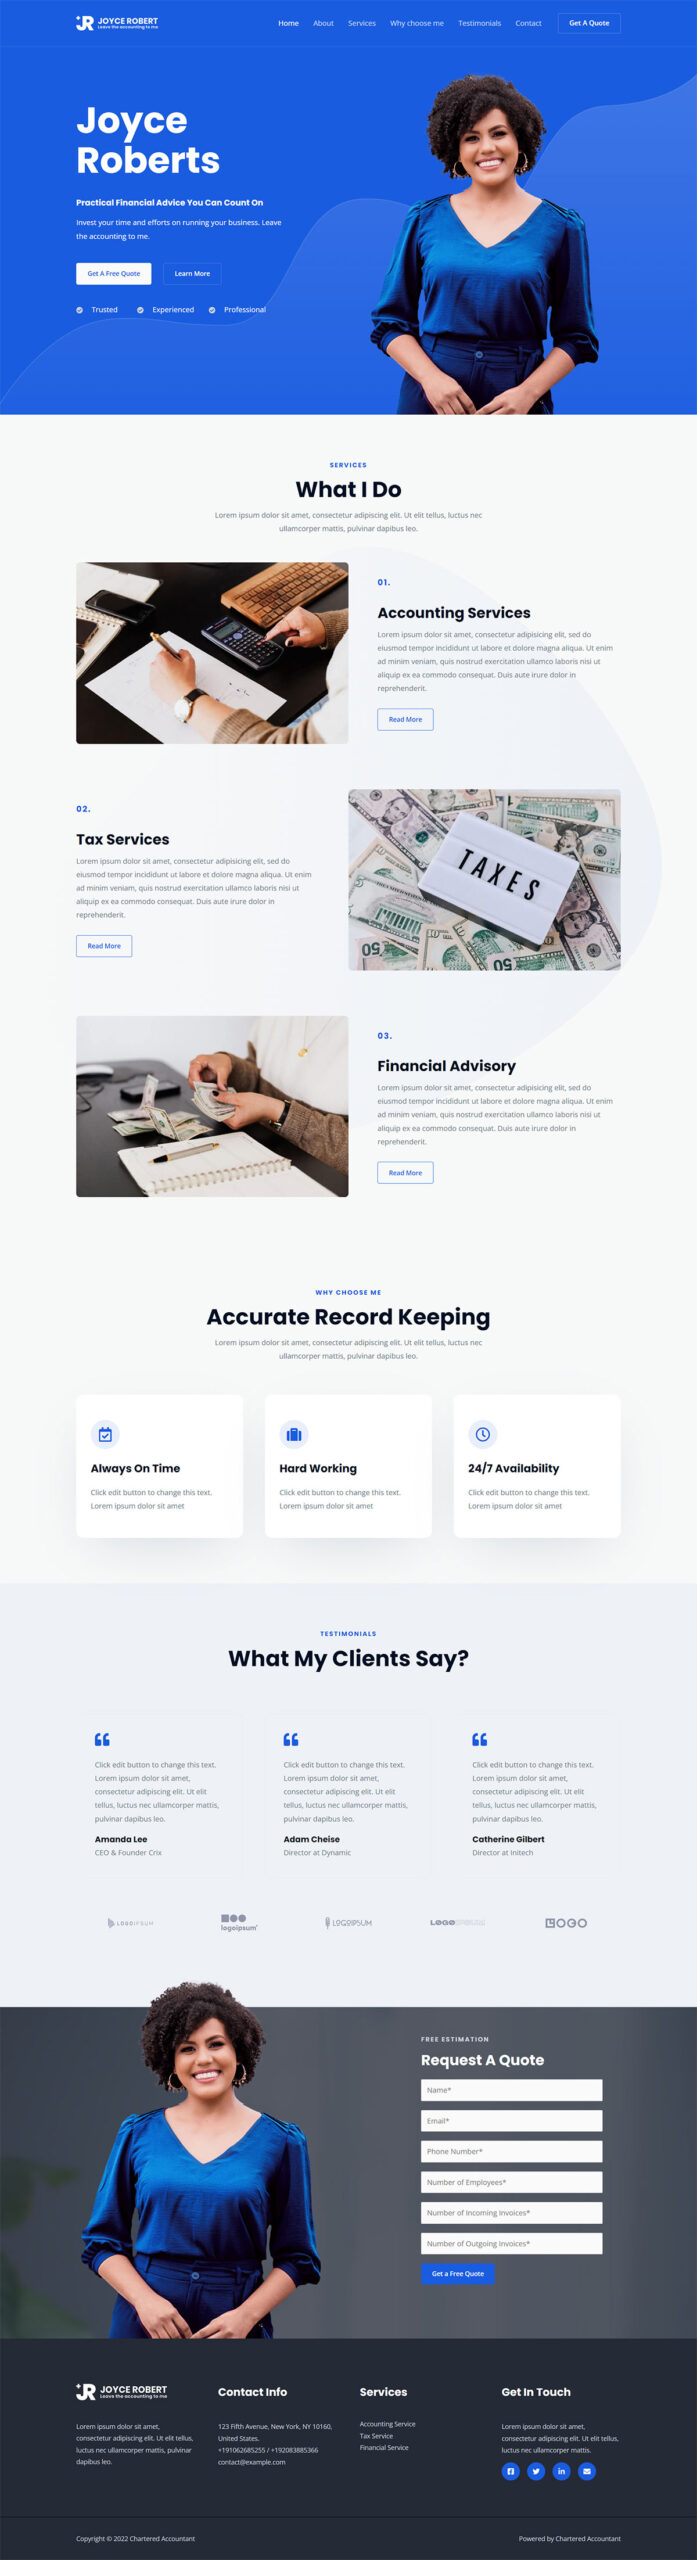 JOYCE ROBERT
Leave the accounting to me
Home About Services Why choose me Testimonials Contact Get A Quote
Joyce
Roberts
Practical Financial Advice You Can Count On
Invest your time and efforts on running your business. Leave
the accounting to me.
Get A Free Quote Learn More
Trusted Experienced Professional
SERVICES
What I Do
Lorem ipsum dolor sit amet, consectetur adipiscing elit. Ut elit tellus, luctus nec
ullamcorper mattis, pulvinar dapibus leo.
01.
Accounting Services
Lorem ipsum dolor sit amet, consectetur adipisicing elit, sed do
eiusmod tempor incididunt ut labore et dolore magna aliqua. Ut enim
ad minim veniam, quis nostrud exercitation ullamco laboris nisi ut
aliquip ex ea commodo consequat. Duis aute irure dolor in
reprehenderit.
Read More
02.
Tax Services
Lorem ipsum dolor sit amet, consectetur adipisicing elit, sed do
eiusmod tempor incididunt ut labore et dolore magna aliqua. Ut enim
ad minim veniam, quis nostrud exercitation ullamco laboris nisi ut
aliquip ex ea commodo consequat. Duis aute irure dolor in
reprehenderit.
Read More
TAXES
03.
Financial Advisory
Lorem ipsum dolor sit amet, consectetur adipisicing elit, sed do
eiusmod tempor incididunt ut labore et dolore magna aliqua. Ut enim
ad minim veniam, quis nostrud exercitation ullamco laboris nisi ut
aliquip ex ea commodo consequat. Duis aute irure dolor in
reprehenderit.
Read More
WHY CHOOSE ME
Accurate Record Keeping
Lorem ipsum dolor sit amet, consectetur adipiscing elit. Ut elit tellus, luctus nec
ullamcorper mattis, pulvinar dapibus leo.
Always On Time
Click edit button to change this text.
Lorem ipsum dolor sit amet
Hard Working
Click edit button to change this text.
Lorem ipsum dolor sit amet
24/7 Availability
Click edit button to change this text.
Lorem ipsum dolor sit amet
TESTIMONIALS
What My Clients Say?
Click edit button to change this text.
Lorem ipsum dolor sit amet,
consectetur adipiscing elit. Ut elit
tellus, luctus nec ullamcorper mattis,
pulvinar dapibus leo.
Amanda Lee
CEO & Founder Crix
Click edit button to change this text.
Lorem ipsum dolor sit amet,
consectetur adipiscing elit. Ut elit
tellus, luctus nec ullamcorper mattis,
pulvinar dapibus leo.
Adam Cheise
Director at Dynamic
Click edit button to change this text.
Lorem ipsum dolor sit amet,
consectetur adipiscing elit. Ut elit
tellus, luctus nec ullamcorper mattis,
pulvinar dapibus leo.
Catherine Gilbert
Director at Initech
LOGOIPSUM
logoipsum
LOGOIPSUM
LOGOIPSUM
LOGO
FREE ESTIMATION
Request A Quote
Name*
Email*
Phone Number*
Number of Employees*
Number of Incoming Invoices*
Number of Outgoing Invoices*
Get a Free Quote
JOYCE ROBERT
Leave the accounting to me
Lorem ipsum dolor sit amet,
consectetur adipiscing elit. Ut elit tellus,
luctus nec ullamcorper mattis, pulvinar
dapibus leo.
Contact Info
123 Fifth Avenue, New York, NY 10160,
United States.
+191062685255 / +192083885366
contact@example.com
Services
Accounting Service
Tax Service
Financial Service
Get In Touch
Lorem ipsum dolor sit amet,
consectetur adipiscing elit. Ut elit tellus,
luctus nec ullamcorper mattis.
Copyright © 2022 Chartered Accountant
Powered by Chartered Accountant